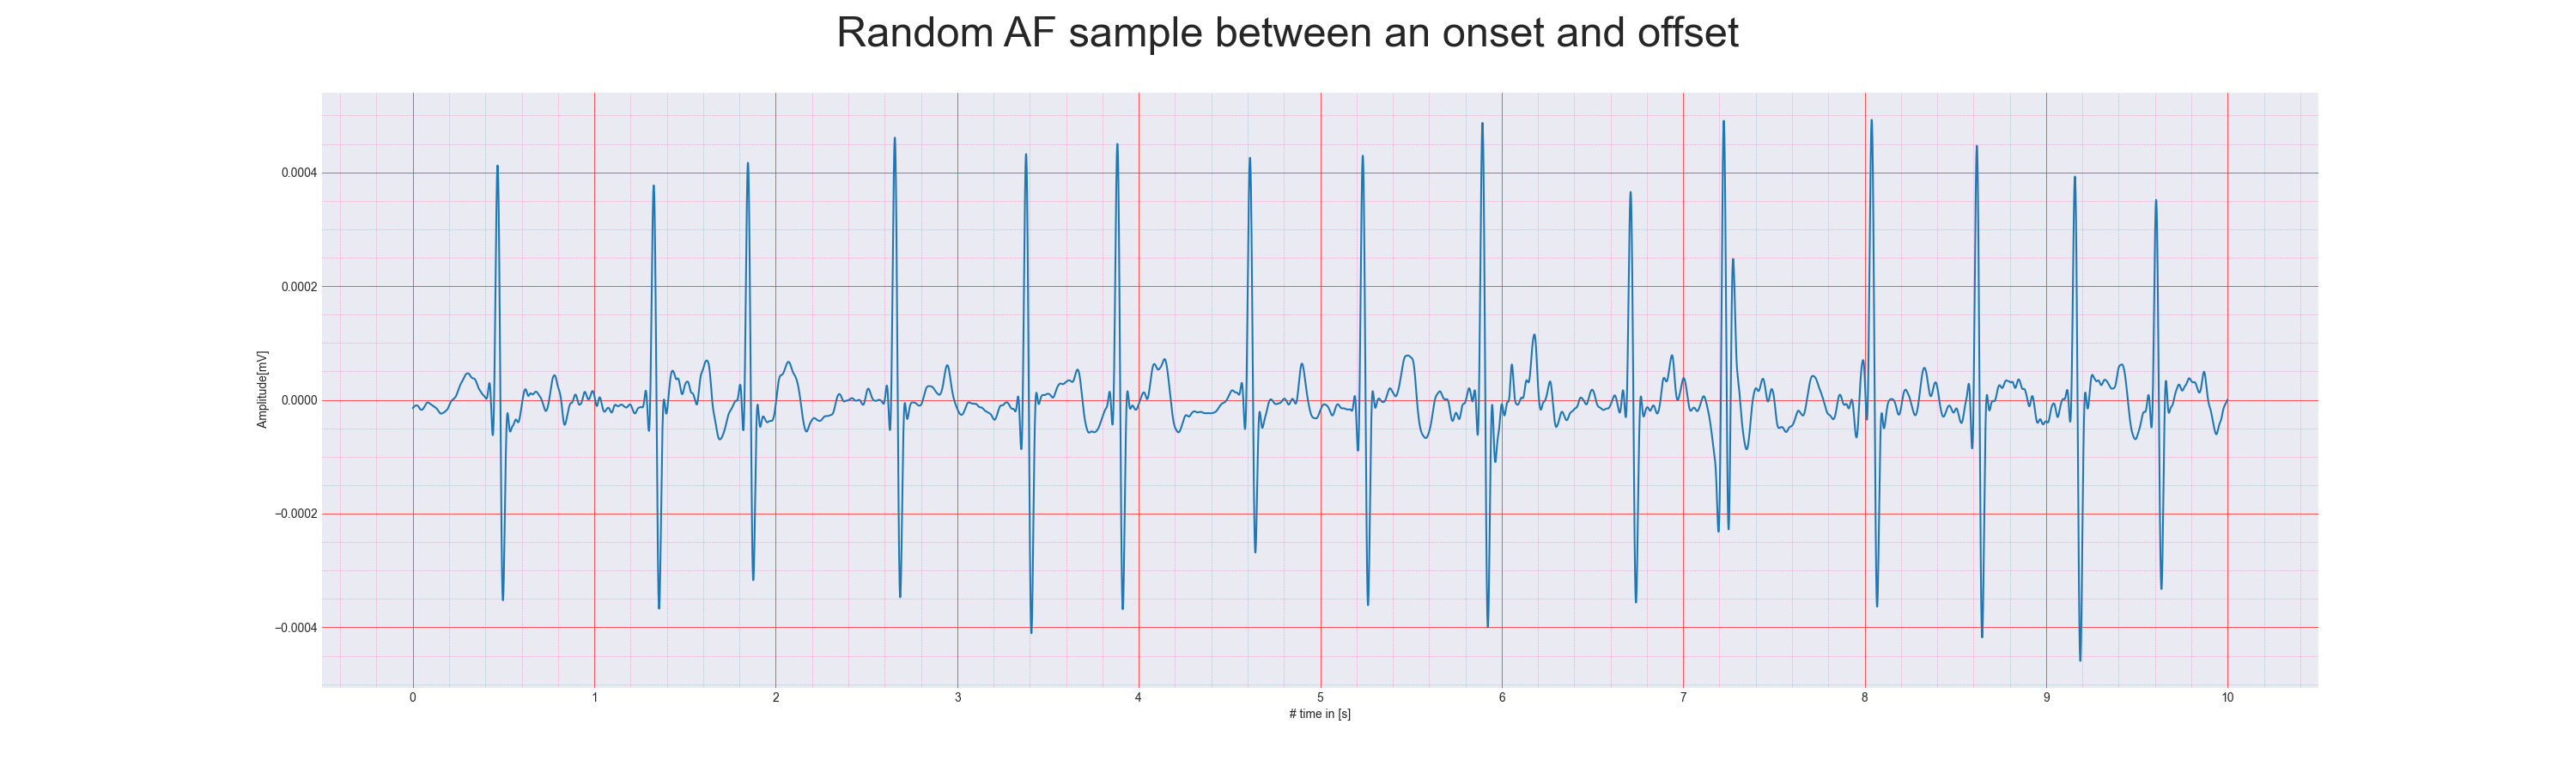 Random AF sample between an onset and offset
Amplitude[mV]
0.0004
0.0002
0.0000
−0.0002
−0.0004
0 1 2 3 4 5 6 7 8 9 10
# time in [s]